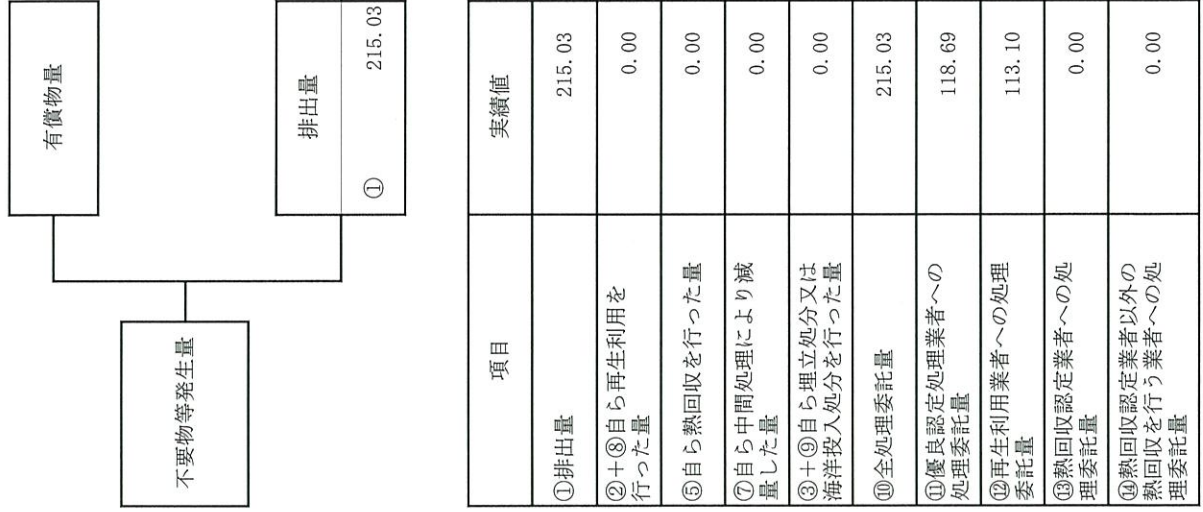 不要物等発生量
有償物量
排出量
① 215.03
項目 実績値
①排出量 215.03
②+⑧自ら再生利用を
行った量 0.00
⑤自ら熱回収を行った量 0.00
⑦自ら中間処理により減
量した量 0.00
③+⑨自ら埋立処分又は
海洋投入処分を行った量 0.00
⑩全処理委託量 215.03
⑪優良認定処理業者への
処理委託量 118.69
⑫再生利用業者への処理
委託量 113.10
⑬熱回収認定業者への処
理委託量 0.00
⑭熱回収認定業者以外の
熱回収を行う業者への処
理委託量 0.00